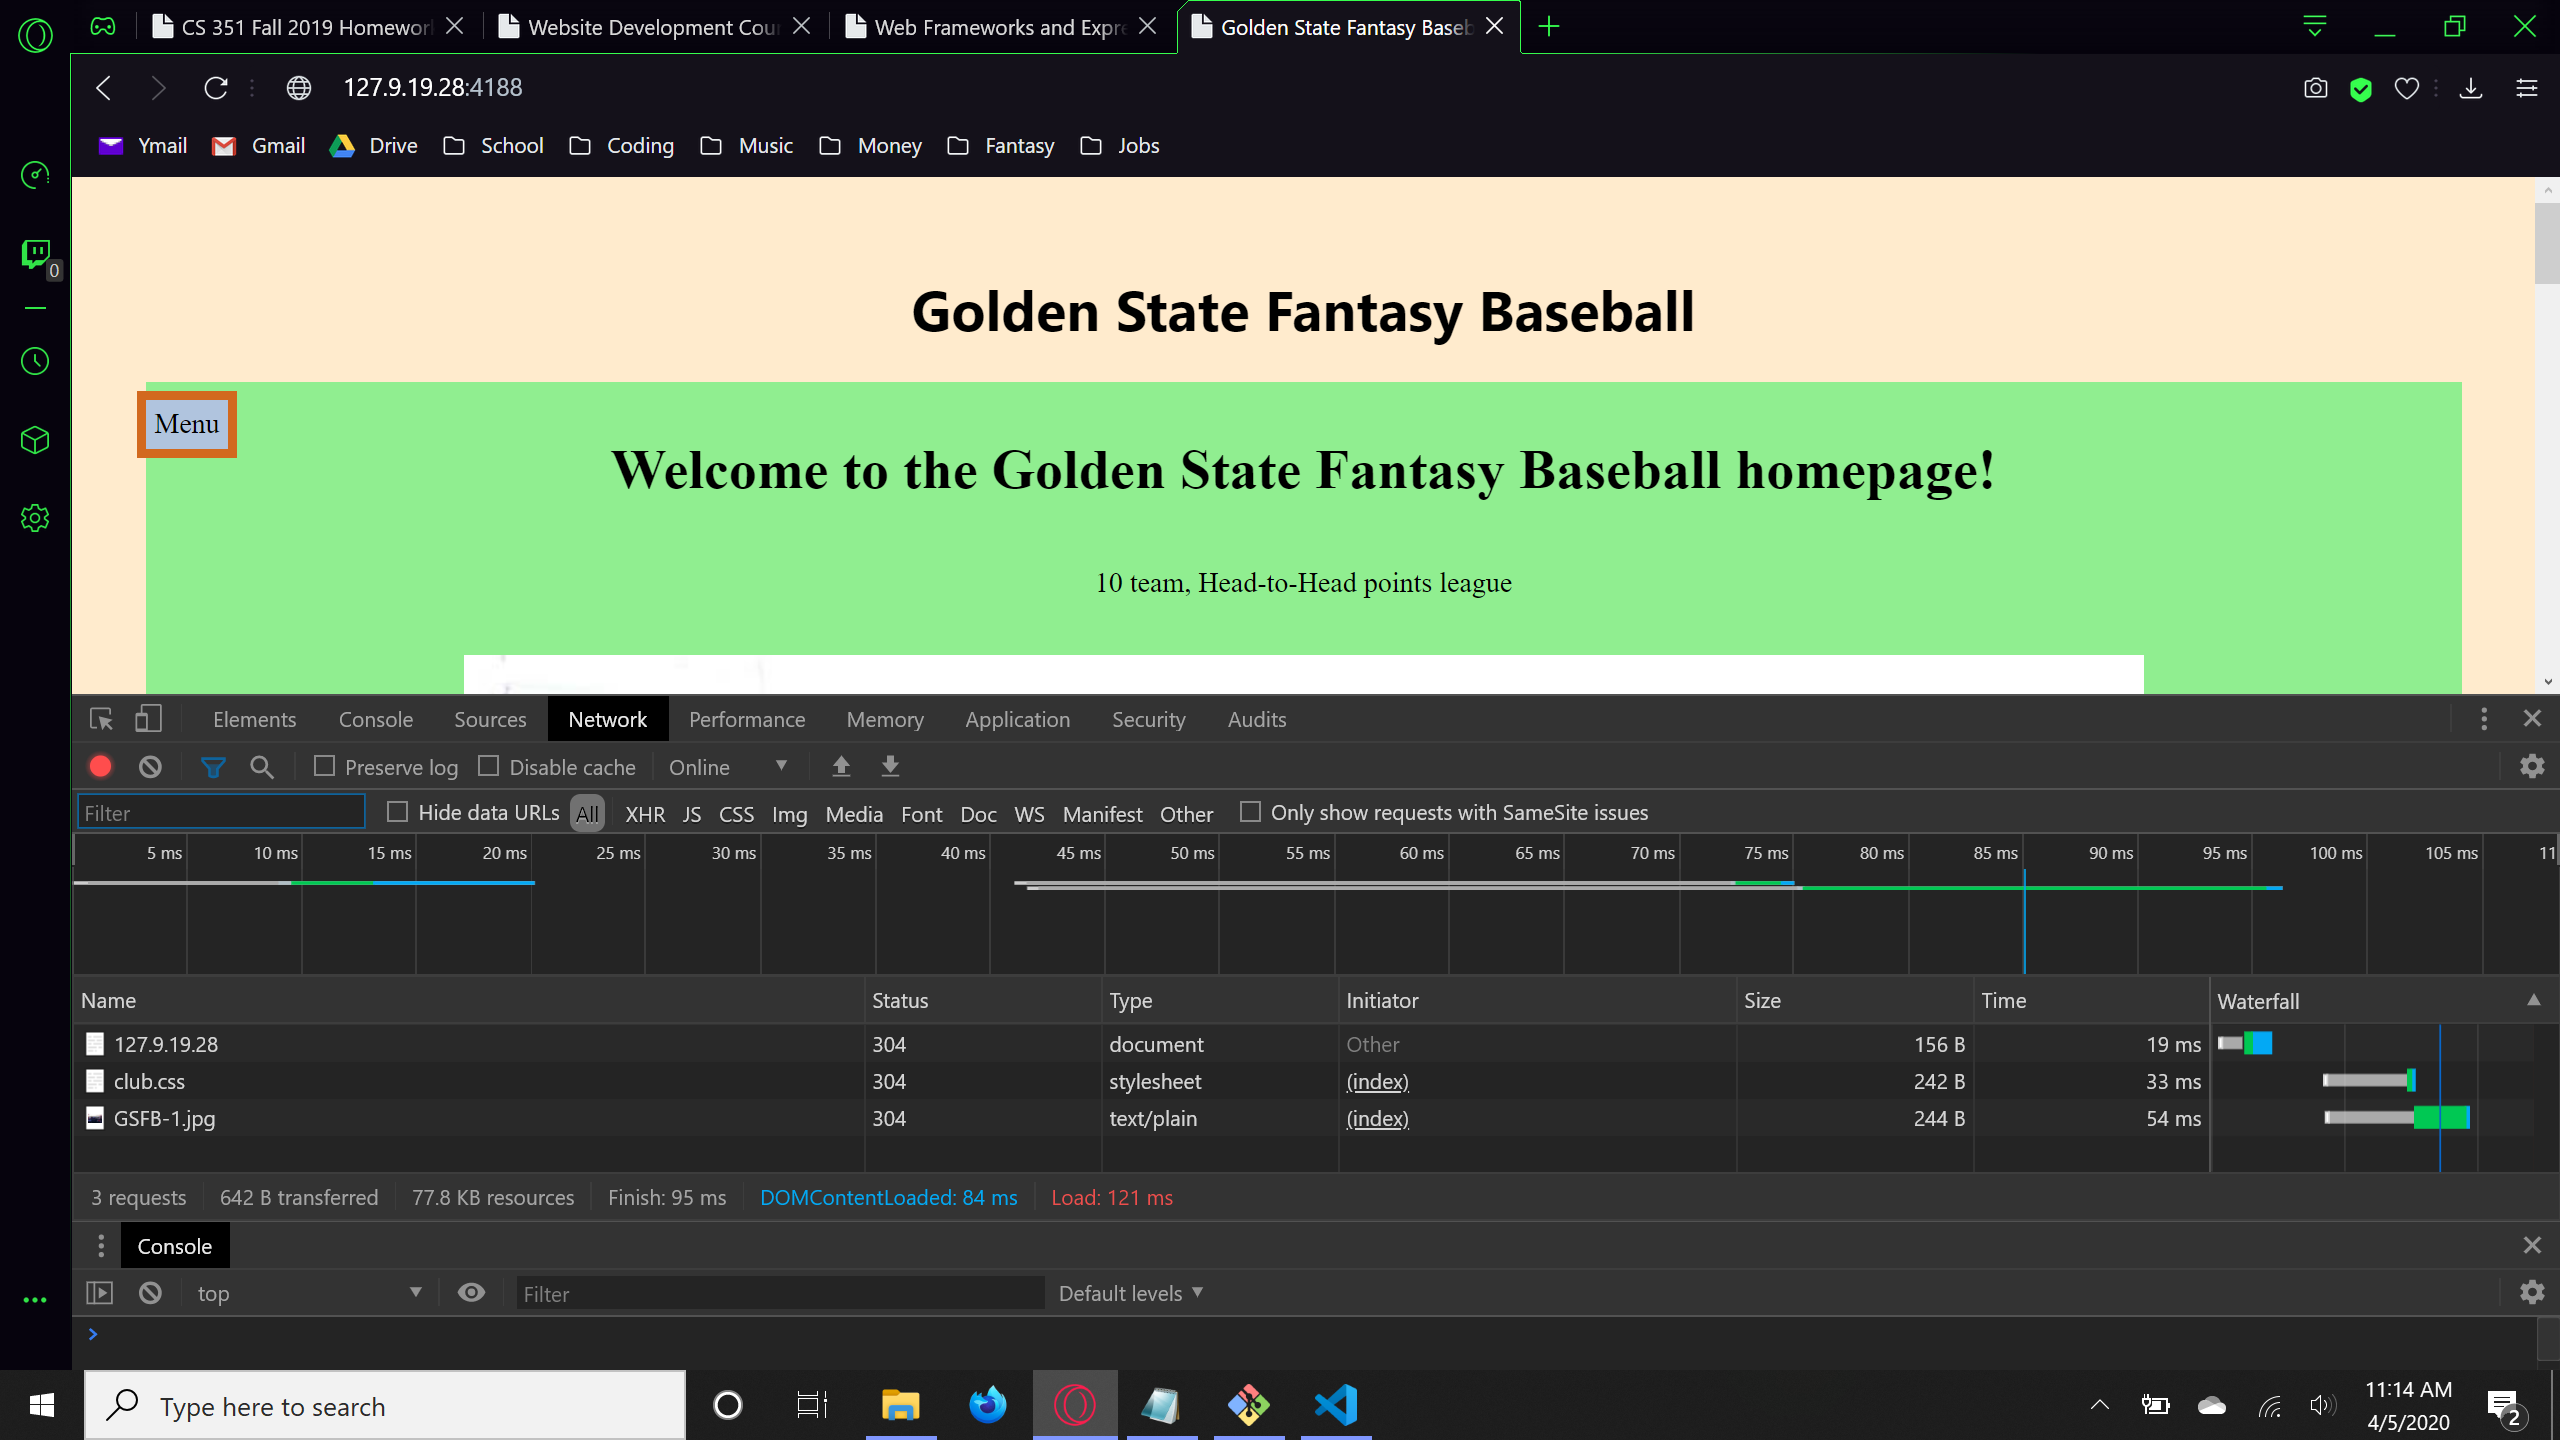 CS 351 Fall 2019 Homework
Website Development Cou
Web Frameworks and Expre
Golden State Fantasy Baseb
127.9.19.28:4188
Ymail
Gmail
Drive
School
Coding
Music
Money
Fantasy
Jobs
0
Golden State Fantasy Baseball
Menu
Welcome to the Golden State Fantasy Baseball homepage!
10 team, Head-to-Head points league
Elements
Console
Sources
Network
Performance
Memory
Application
Security
Audits
Preserve log
Disable cache
Online
Filter
Hide data URLs
All
XHR
JS
CSS
Img
Media
Font
Doc
WS
Manifest
Other
Only show requests with SameSite issues
5 ms
10 ms
15 ms
20 ms
25 ms
30 ms
35 ms
40 ms
45 ms
50 ms
55 ms
60 ms
65 ms
70 ms
75 ms
80 ms
85 ms
90 ms
95 ms
100 ms
105 ms
11
Name Status Type Initiator Size Time Waterfall
127.9.19.28 304 document Other 156 B 19 ms
club.css 304 stylesheet (index) 242 B 33 ms
GSFB-1.jpg 304 text/plain (index) 244 B 54 ms
3 requests
642 B transferred
77.8 KB resources
Finish: 95 ms
DOMContentLoaded: 84 ms
Load: 121 ms
Console
top
Filter
Default levels
Type here to search
11:14 AM
4/5/2020
2